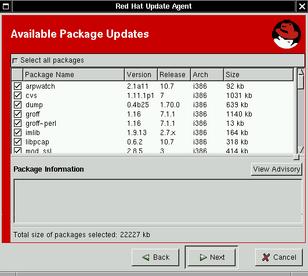 Red Hat Update Agent
Available Package Updates
Select all packages
Package Name Version Release Arch Size
arpwatch 2.1a11 10.7 i386 92 kb
cvs 1.11.1p1 7 i386 1031 kb
dump 0.4b25 1.70.0 i386 639 kb
groff 1.16 7.1.1 i386 1140 kb
groff-perl 1.16 7.1.1 i386 13 kb
imlib 1.9.13 2.7.x i386 164 kb
libpcap 0.6.2 10.7 i386 318 kb
mod_ssl 2.8.5 3 i386 414 kb
Package Information View Advisory
Total size of packages selected: 22227 kb
Back Next Cancel